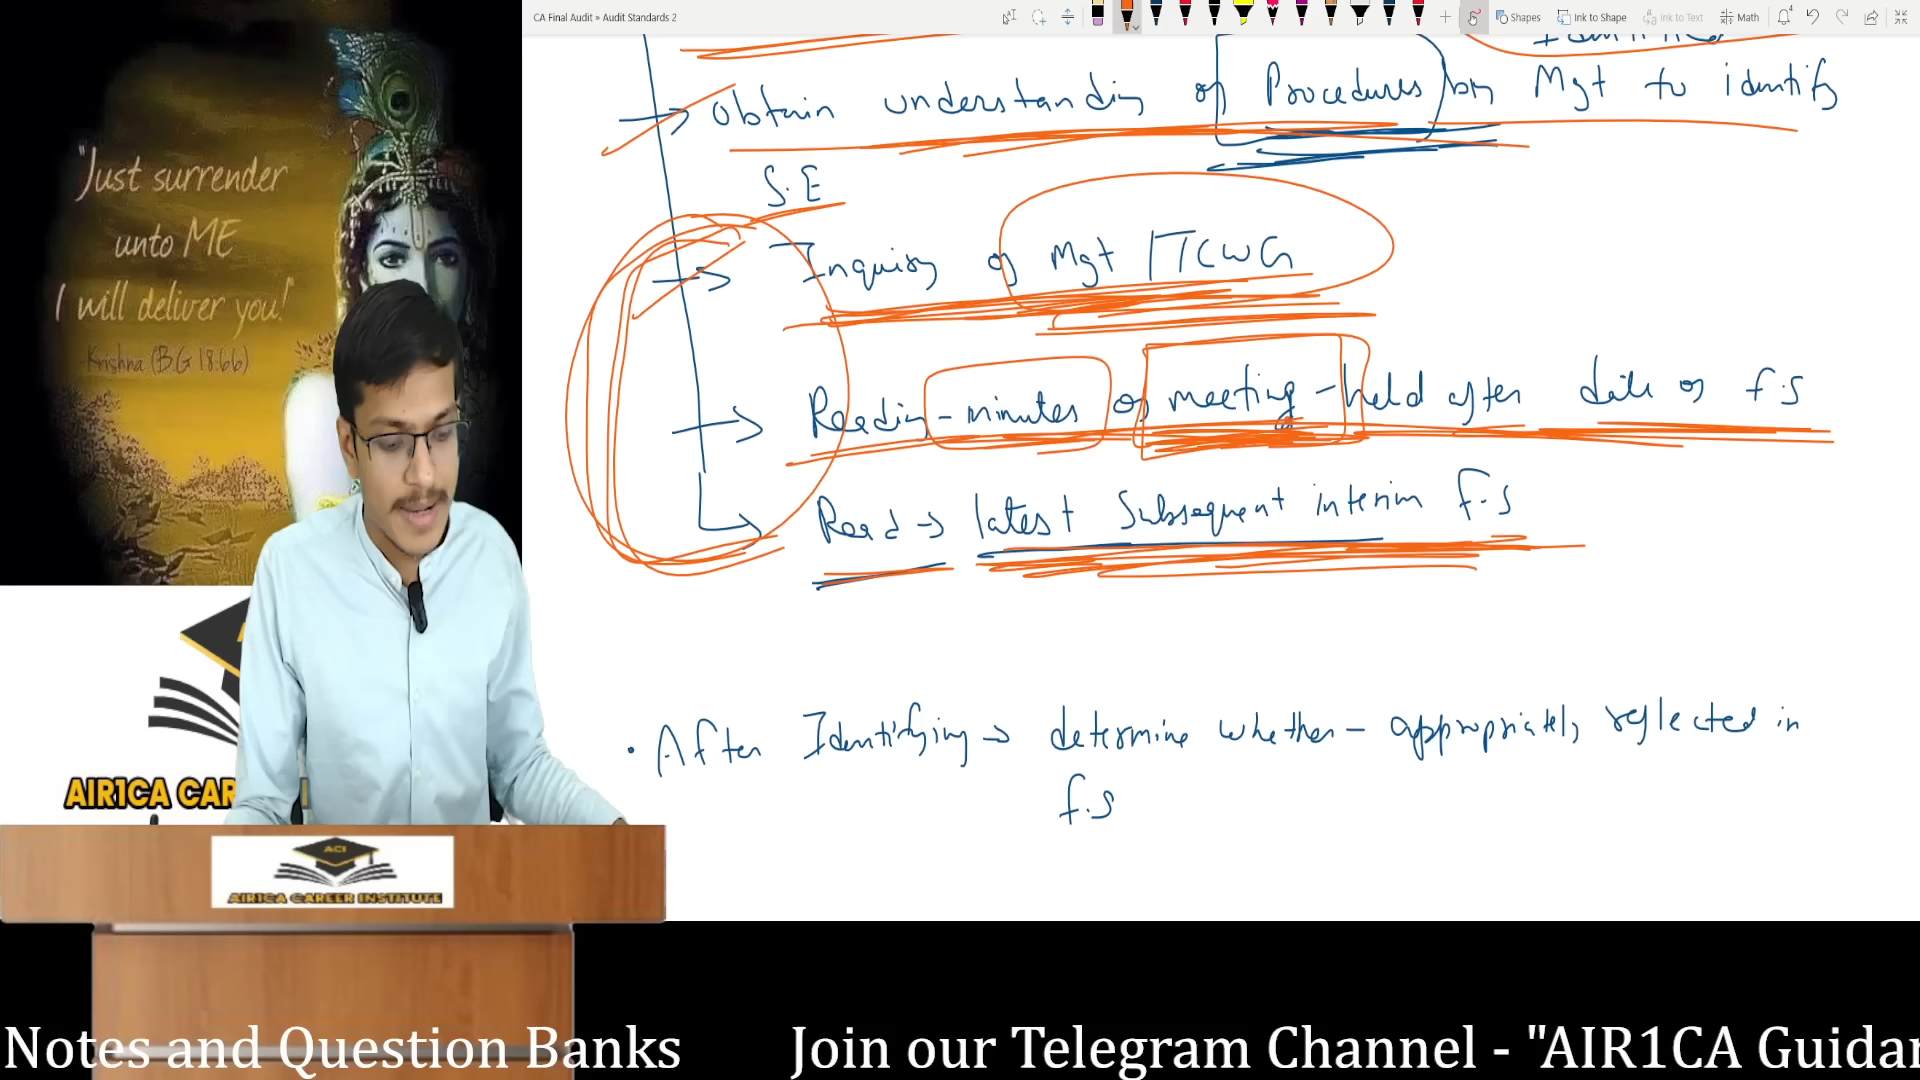 CA Final Audit » Audit Standards 2
Shapes
Ink to Shape
Ink to Text
Math
Obtain understanding of Procedures by Mgt to identify
S.E
Inquiry of Mgt / TCWG
Reading - minutes of meeting - held after date of f.s
Read → latest subsequent interim f.s
• After Identifying → determine whether - appropriately reflected in
f.s
"Just surrender
unto ME
I will deliver you!"
Krishna (B.G 18:66)
AIR1CA CAR
ACI
AIR1CA CAREER INSTITUTE
Notes and Question Banks
Join our Telegram Channel - "AIR1CA Guidan